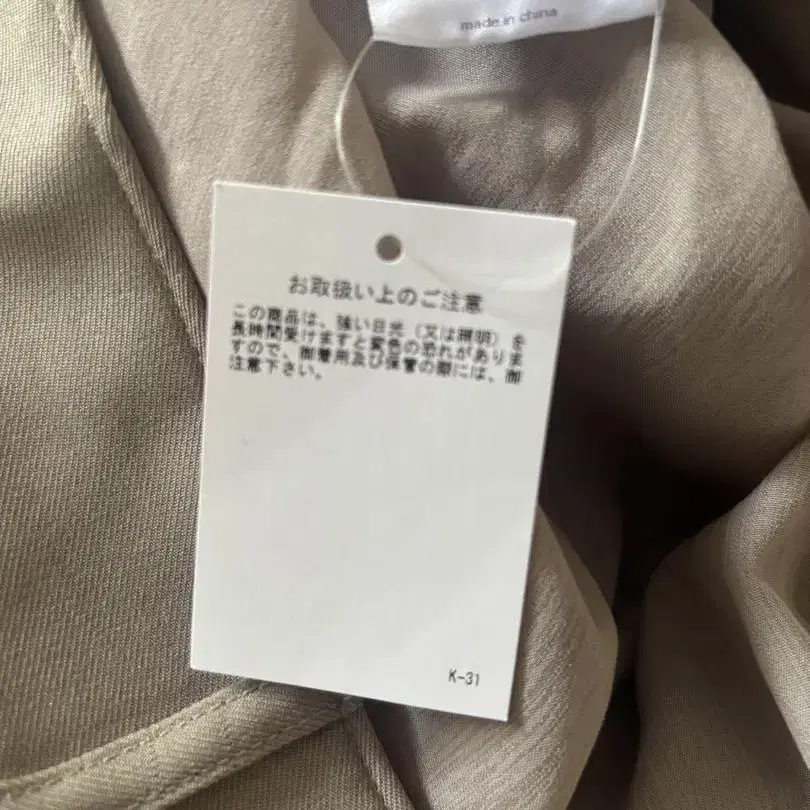 made in china
お取扱い上のご注意
この商品は、強い日光（又は照明）を
長時間受けますと変色の恐れがありま
すので、御着用及び保管の際には、御
注意下さい。
K-31